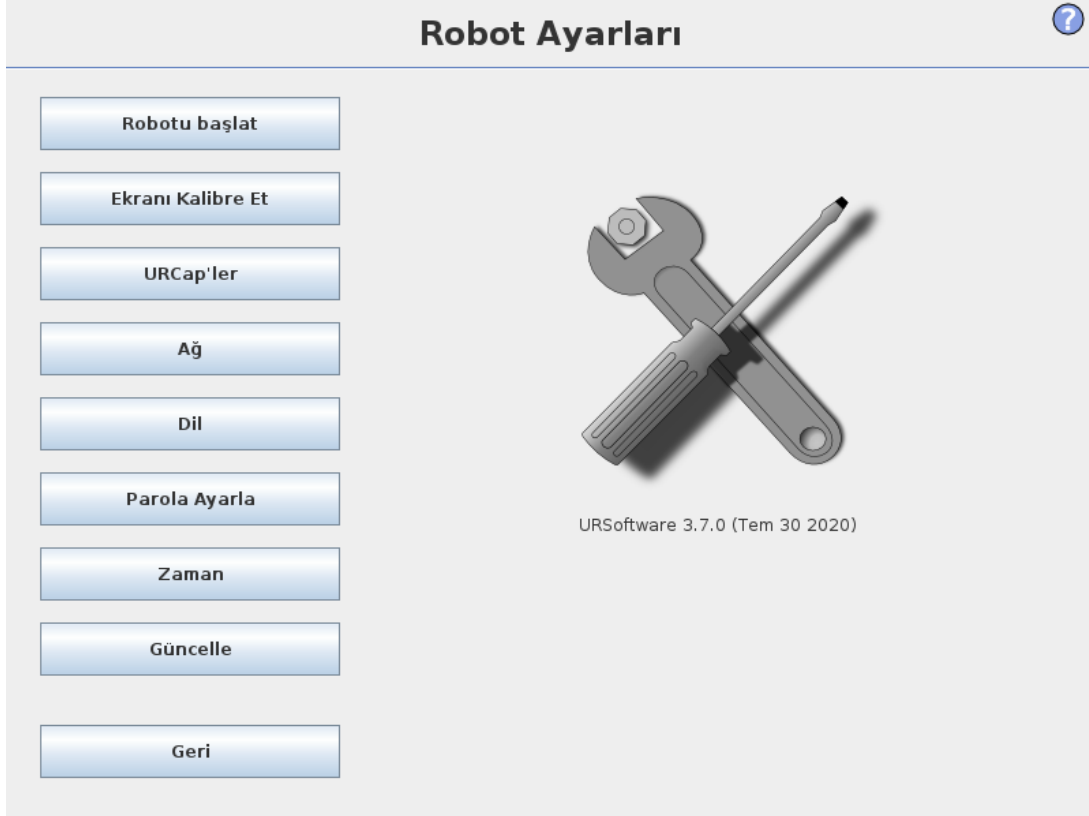 Robot Ayarları
?
Robotu başlat
Ekranı Kalibre Et
URCap'ler
Ağ
Dil
Parola Ayarla
Zaman
Güncelle
Geri
URSoftware 3.7.0 (Tem 30 2020)